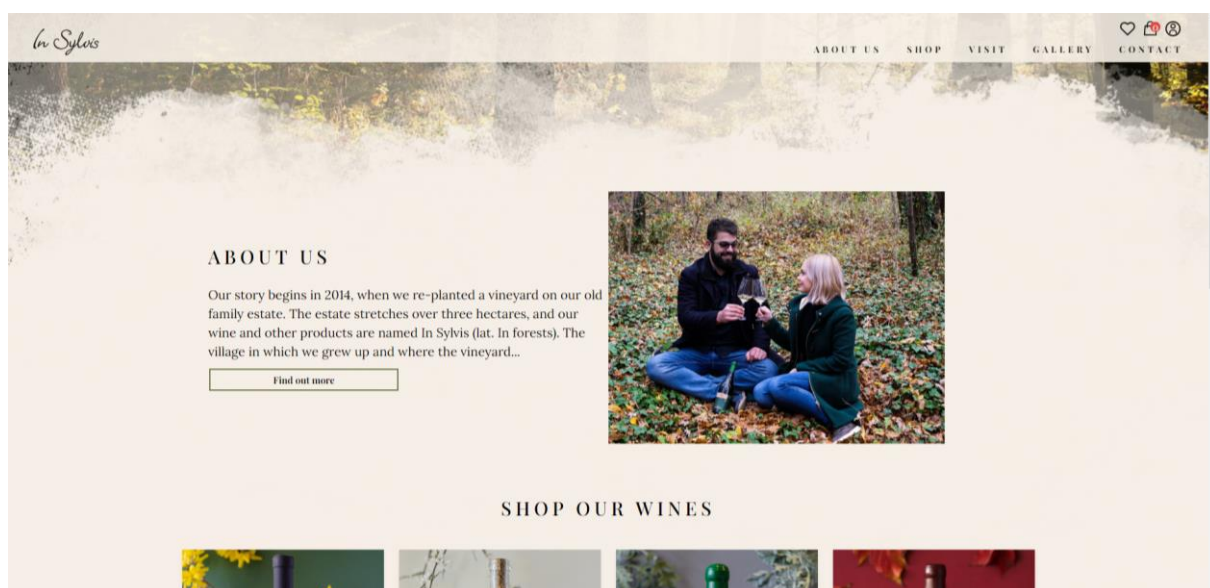 In Sylvis
ABOUT US SHOP VISIT GALLERY CONTACT
ABOUT US
Our story begins in 2014, when we re-planted a vineyard on our old
family estate. The estate stretches over three hectares, and our
wine and other products are named In Sylvis (lat. In forests). The
village in which we grew up and where the vineyard...
Find out more
SHOP OUR WINES